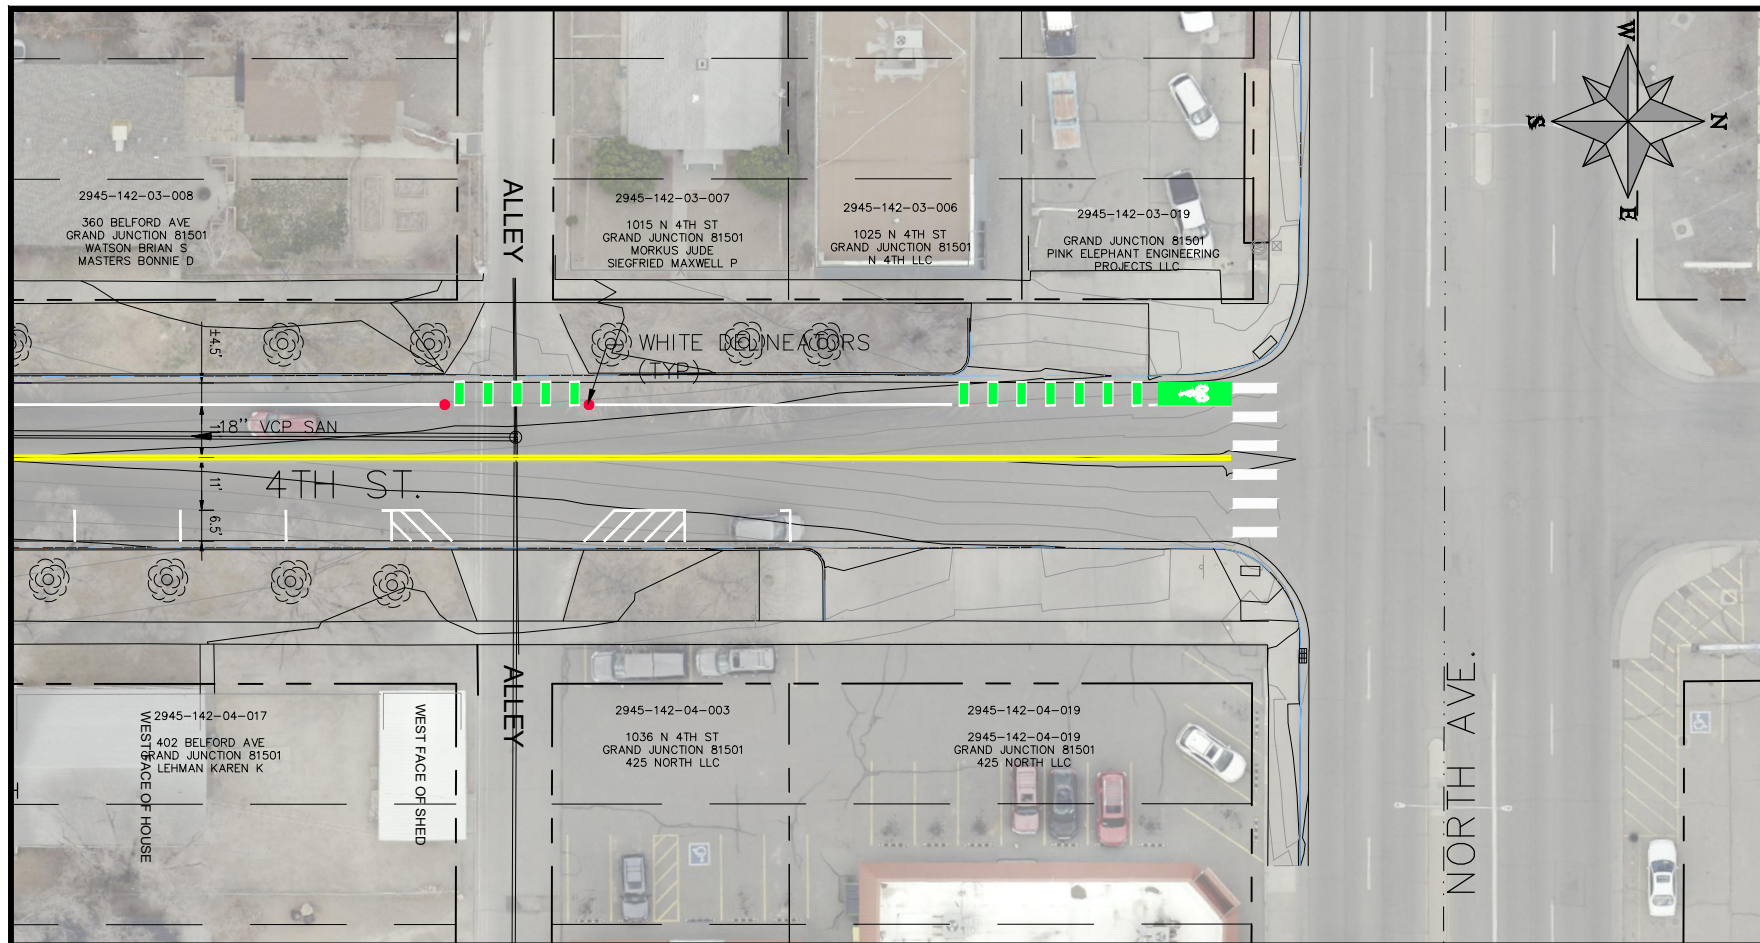 W
S
N
E
2945-142-03-008
360 BELFORD AVE
GRAND JUNCTION 81501
WATSON BRIAN S
MASTERS BONNIE D
ALLEY
2945-142-03-007
1015 N 4TH ST
GRAND JUNCTION 81501
MORKUS JUDE
SIEGFRIED MAXWELL P
2945-142-03-006
1025 N 4TH ST
GRAND JUNCTION 81501
N 4TH LLC
2945-142-03-019
GRAND JUNCTION 81501
PINK ELEPHANT ENGINEERING
PROJECTS LLC
±4.5'
WHITE DELINEATORS
(TYP)
18" VCP SAN
4TH ST.
11'
6.5'
ALLEY
WEST FACE OF HOUSE
2945-142-04-017
402 BELFORD AVE
GRAND JUNCTION 81501
LEHMAN KAREN K
WEST FACE OF SHED
2945-142-04-003
1036 N 4TH ST
GRAND JUNCTION 81501
425 NORTH LLC
2945-142-04-019
2945-142-04-019
GRAND JUNCTION 81501
425 NORTH LLC
NORTH AVE.